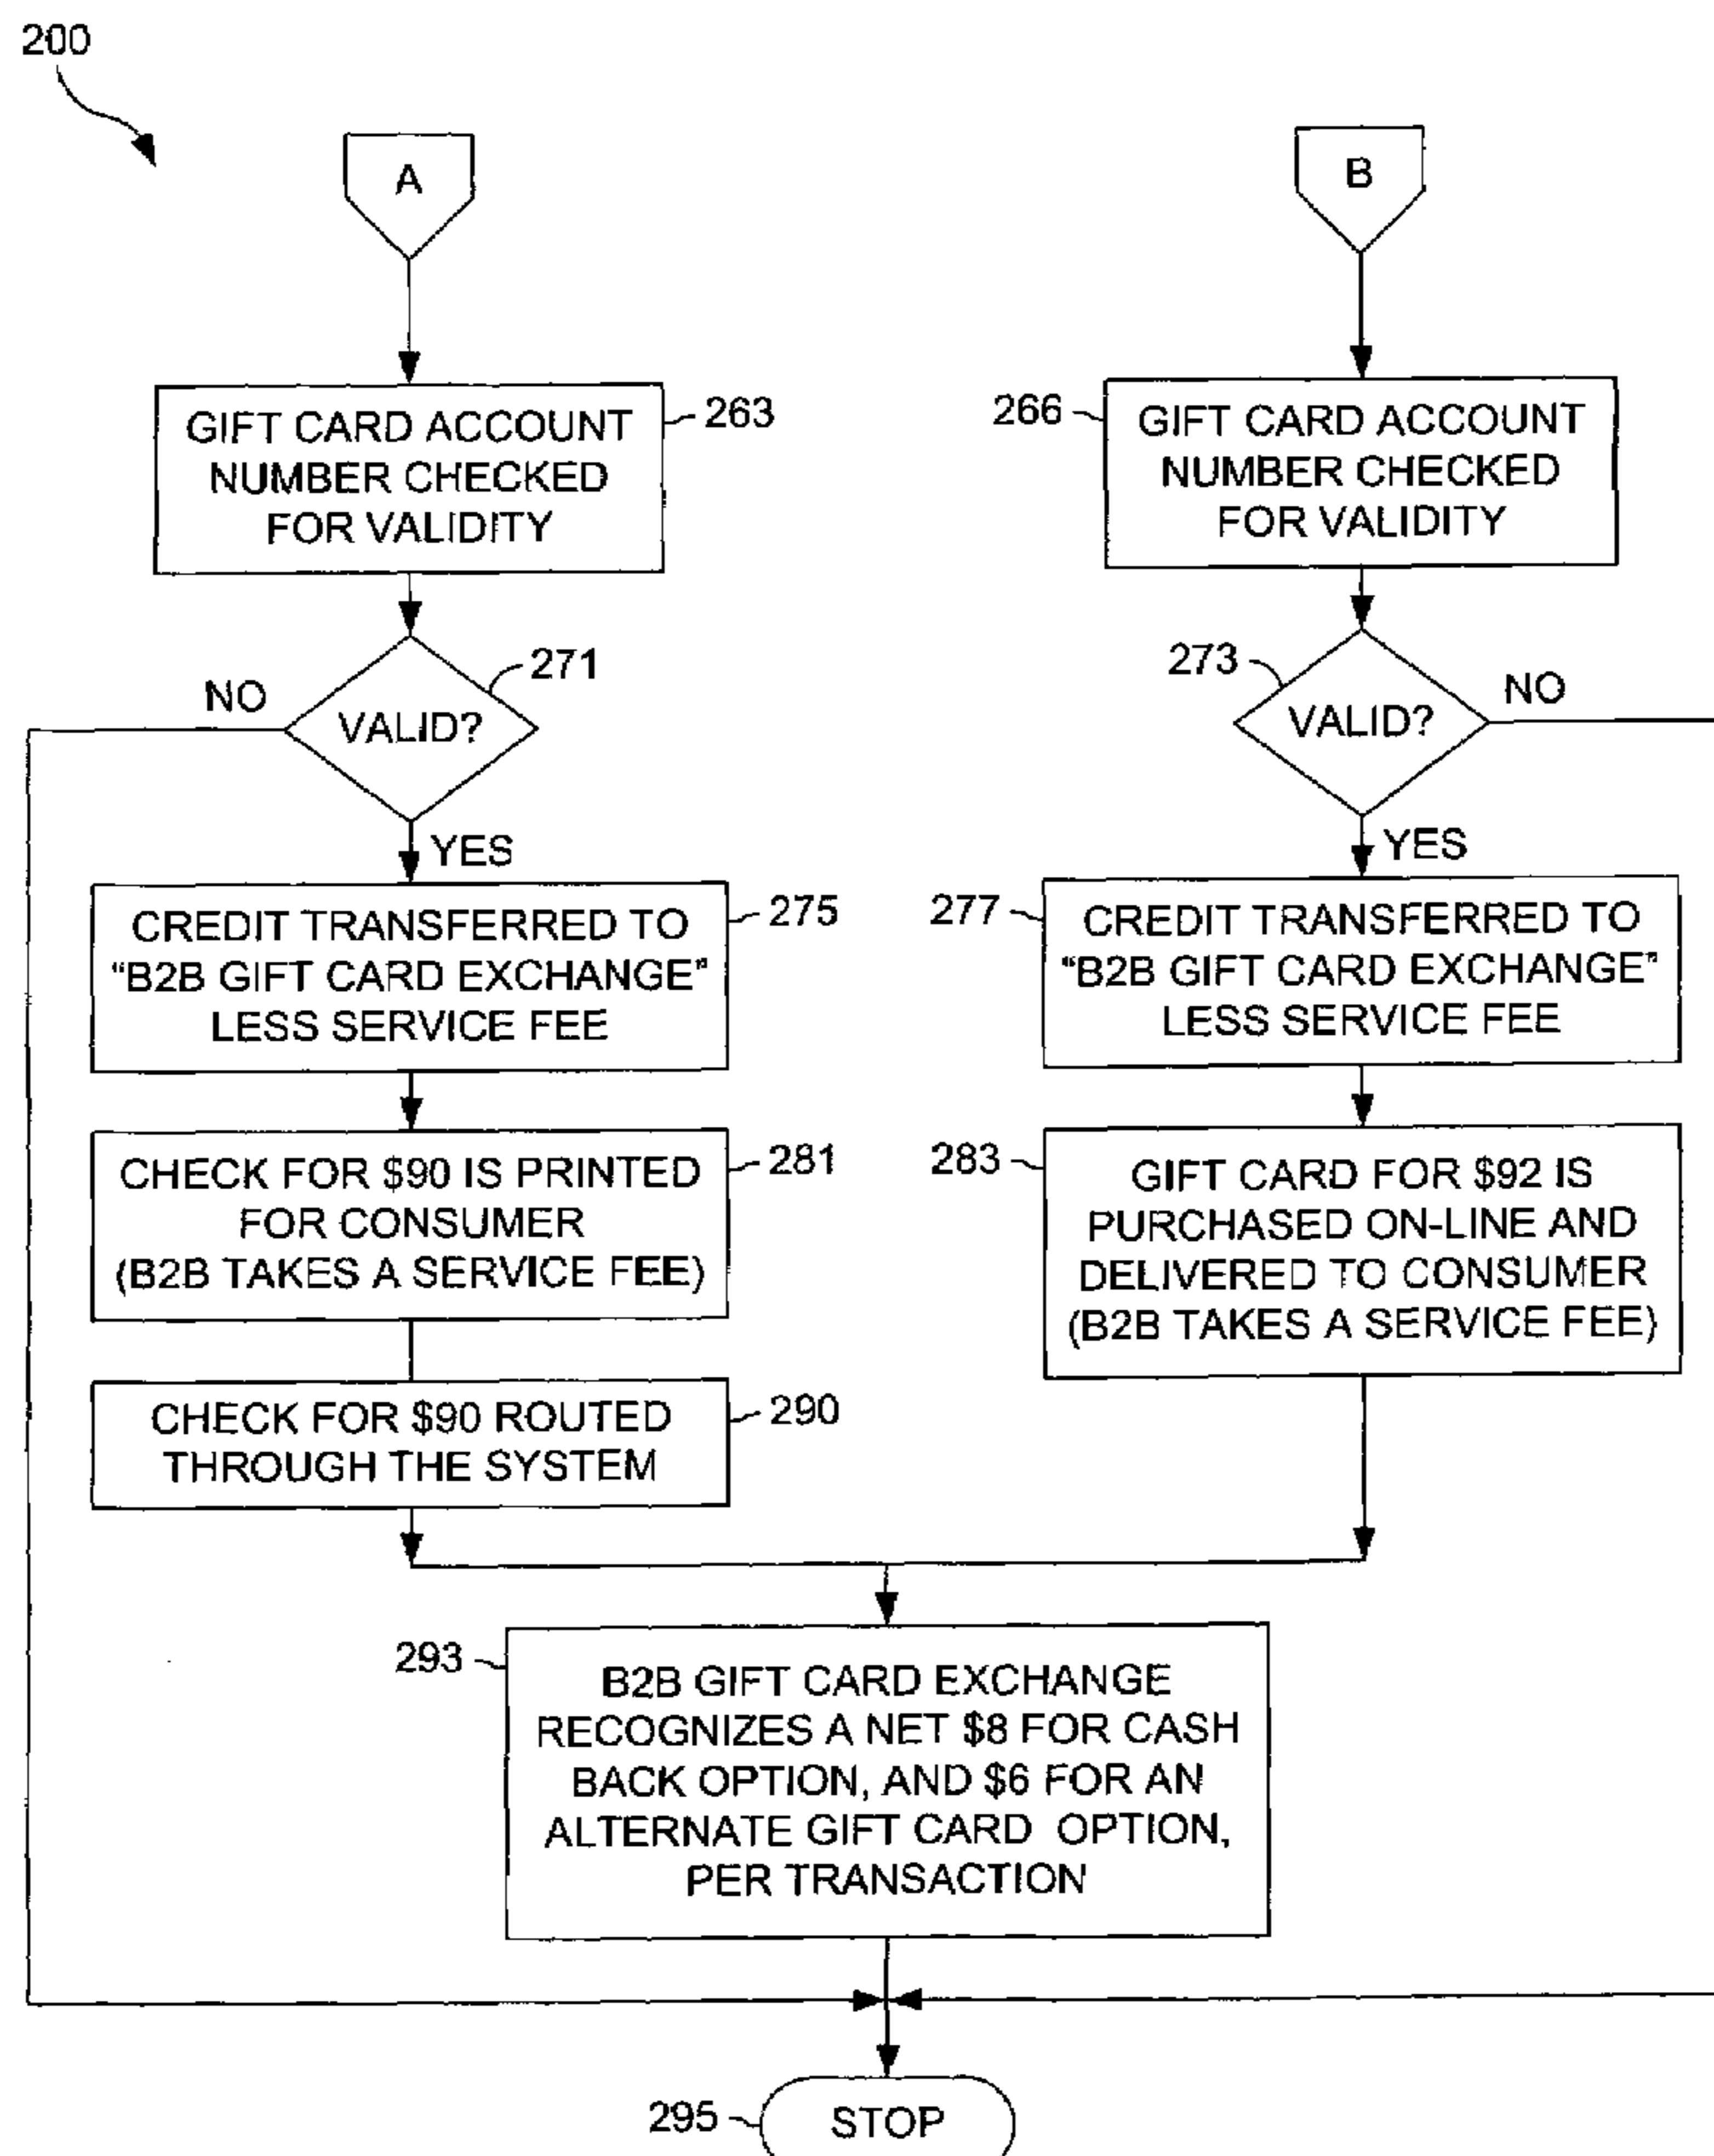 200
A
B
GIFT CARD ACCOUNT
NUMBER CHECKED
FOR VALIDITY
263
266
GIFT CARD ACCOUNT
NUMBER CHECKED
FOR VALIDITY
NO
VALID?
271
273
VALID?
NO
YES
YES
CREDIT TRANSFERRED TO
"B2B GIFT CARD EXCHANGE"
LESS SERVICE FEE
275
277
CREDIT TRANSFERRED TO
"B2B GIFT CARD EXCHANGE"
LESS SERVICE FEE
CHECK FOR $90 IS PRINTED
FOR CONSUMER
(B2B TAKES A SERVICE FEE)
281
283
GIFT CARD FOR $92 IS
PURCHASED ON-LINE AND
DELIVERED TO CONSUMER
(B2B TAKES A SERVICE FEE)
CHECK FOR $90 ROUTED
THROUGH THE SYSTEM
290
293
B2B GIFT CARD EXCHANGE
RECOGNIZES A NET $8 FOR CASH
BACK OPTION, AND $6 FOR AN
ALTERNATE GIFT CARD OPTION,
PER TRANSACTION
295
STOP